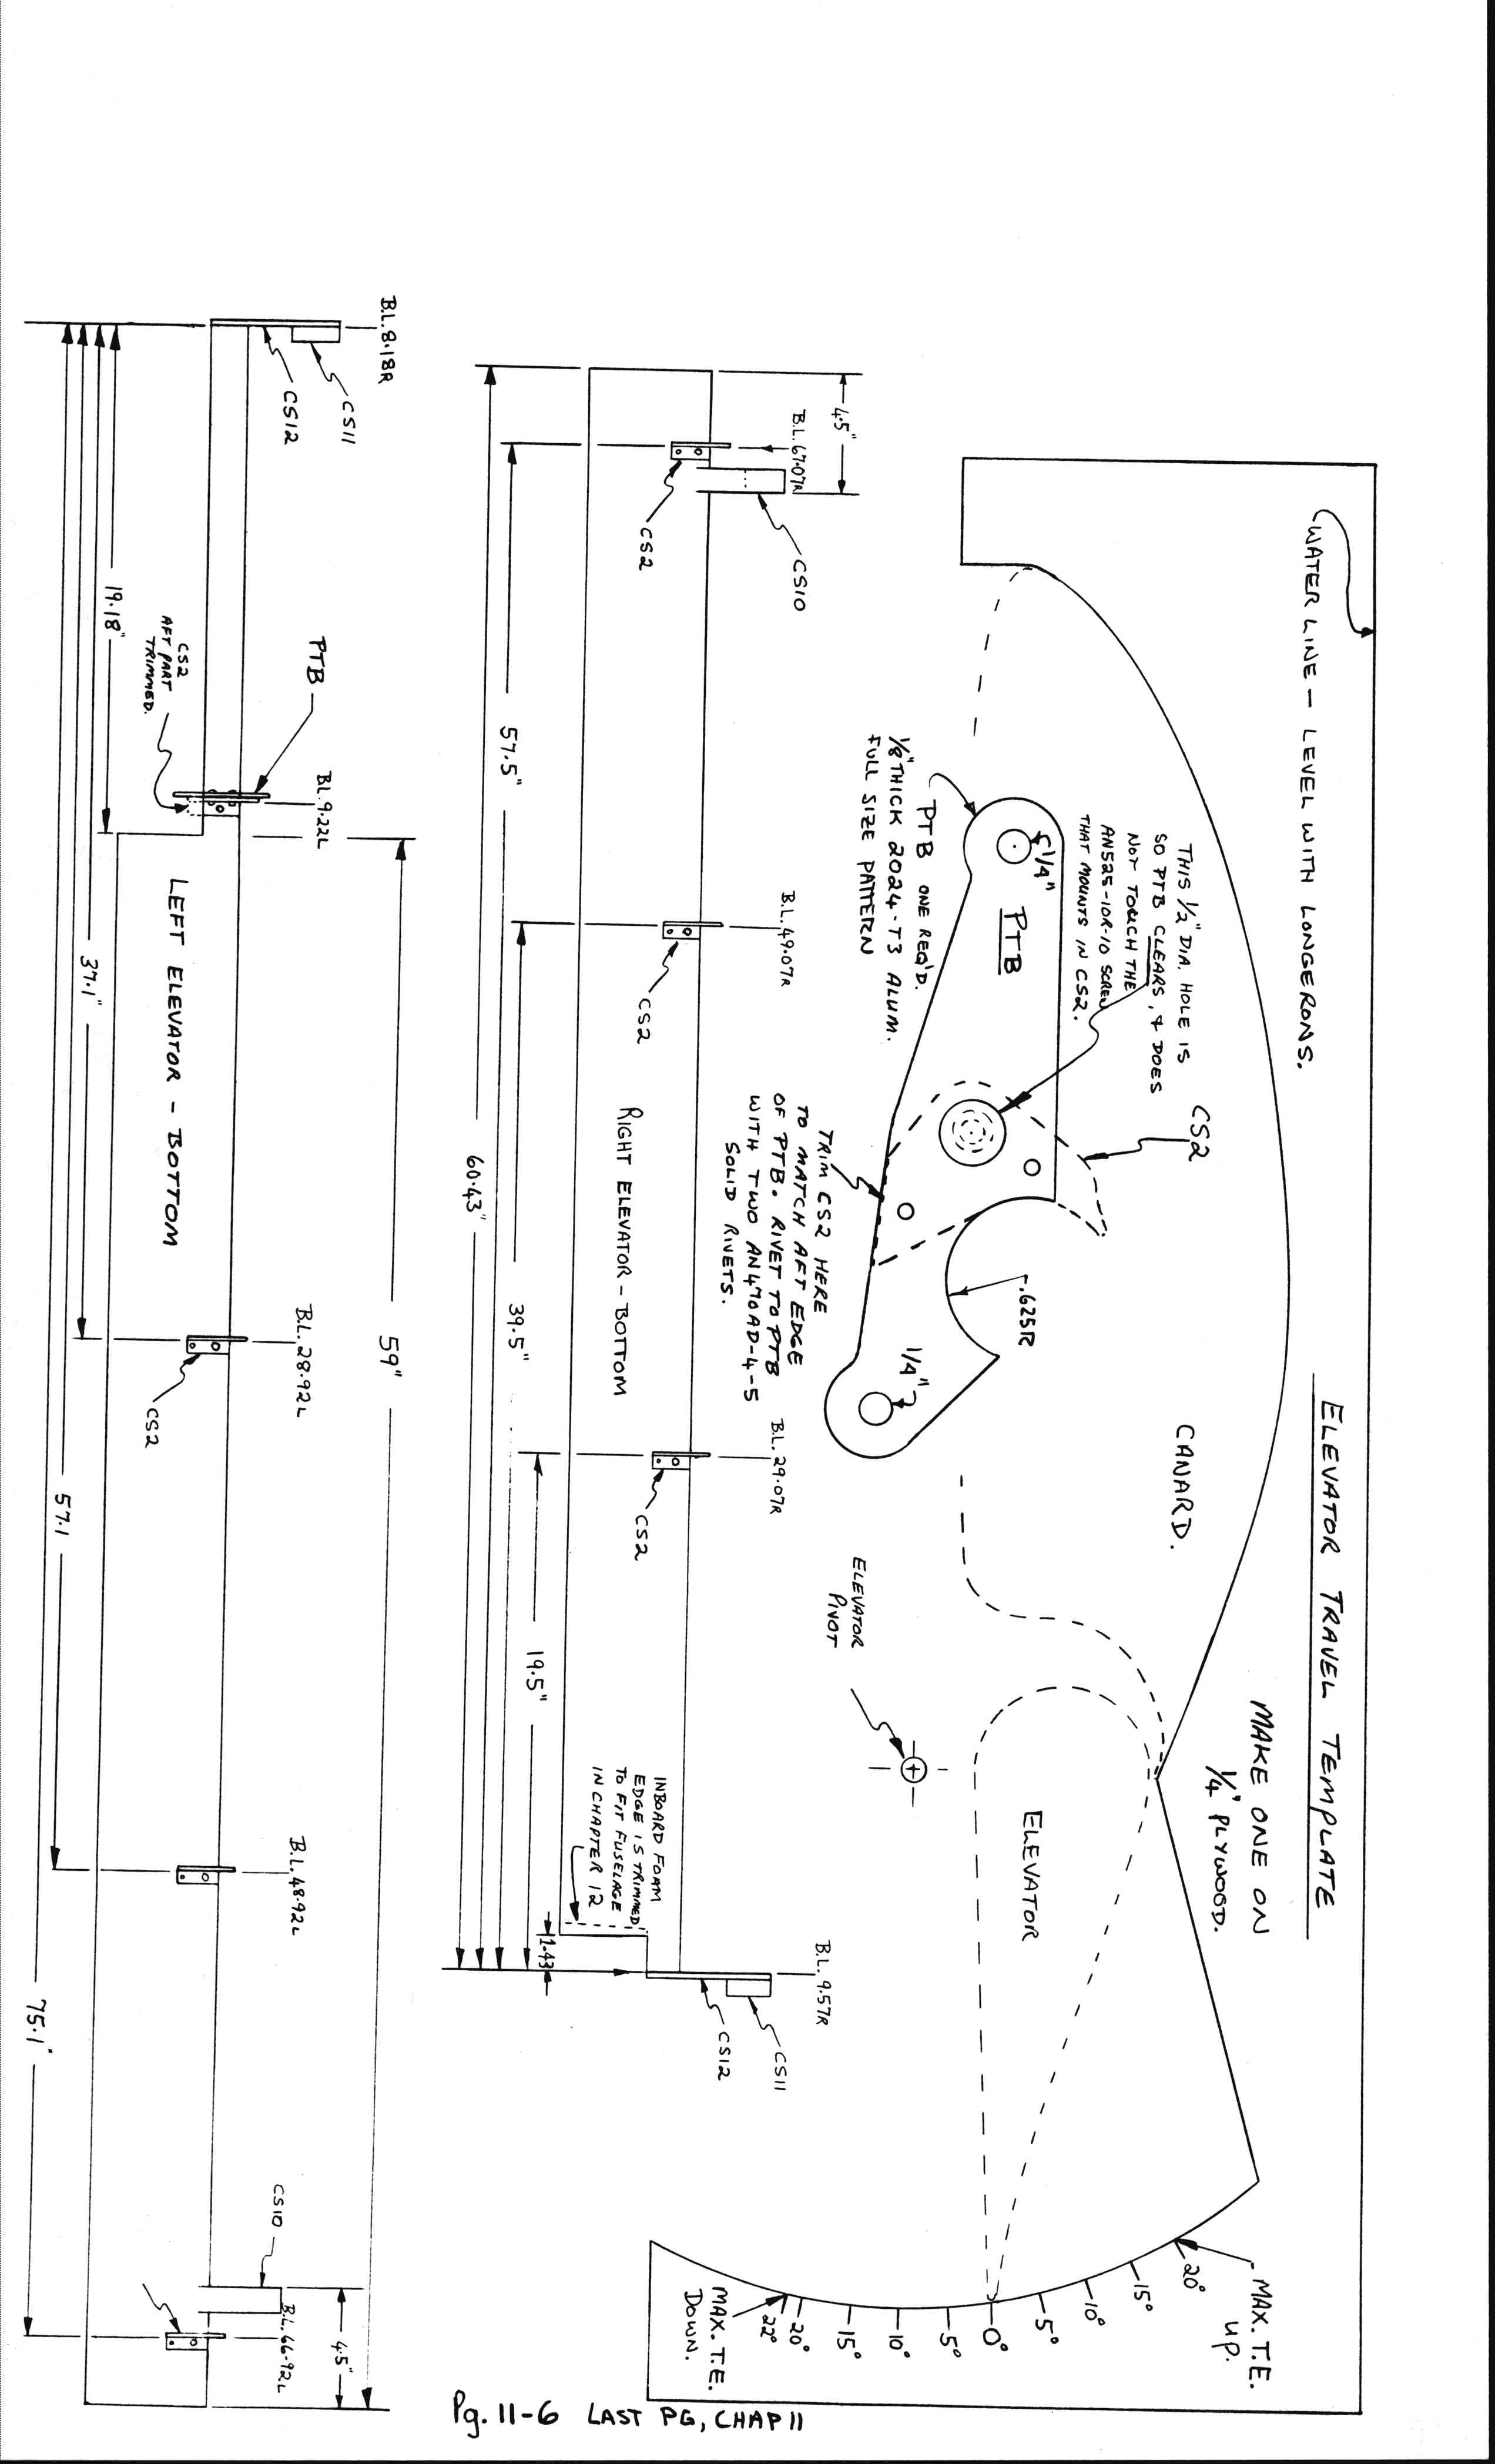 ELEVATOR TRAVEL TEMPLATE
MAKE ONE ON
1/4" PLYWOOD.
WATER LINE – LEVEL WITH LONGERONS.
CANARD.
ELEVATOR
ELEVATOR
PIVOT
MAX. T.E.
UP.
20°
15°
10°
5°
0°
5°
10°
15°
20°
22°
MAX. T.E.
DOWN.
CS2
THIS 1/2" DIA. HOLE IS
SO PTB CLEARS, & DOES
NOT TOUCH THE
AN525-10R-10 SCREW
THAT MOUNTS IN CS2.
1/4"
PTB
.625R
1/4"
PTB ONE REQ'D.
1/8" THICK 2024-T3 ALUM.
FULL SIZE PATTERN
TRIM CS2 HERE
TO MATCH AFT EDGE
OF PTB. RIVET TO PTB
WITH TWO AN470AD-4-5
SOLID RIVETS.
4.5"
B.L. 67.07R
CS10
CS2
B.L. 49.07R
CS2
B.L. 29.07R
CS2
B.L. 9.57R
CS11
CS12
RIGHT ELEVATOR – BOTTOM
INBOARD FOAM
EDGE IS TRIMMED
TO FIT FUSELAGE
IN CHAPTER 12
1.43
19.5"
39.5"
57.5"
60.43"
59"
B.L. 8.18R
CS11
CS12
PTB
B.L. 9.22L
CS2
AFT PART
TRIMMED.
B.L. 28.92L
CS2
B.L. 48.92L
CS10
B.L. 66.92L
4.5"
LEFT ELEVATOR – BOTTOM
19.18"
37.1"
57.1
75.1"
Pg. 11-6 LAST PG, CHAP 11